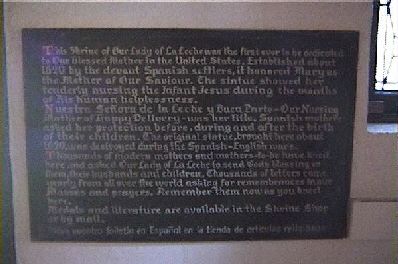 This Shrine of Our Lady of La Leche was the first ever to be dedicated
to Our Blessed Mother in the United States. Established about
1620 by the devout Spanish settlers, it honored Mary as
the Mother of Our Saviour. The statue showed her
tenderly nursing the Infant Jesus during the months
of His human helplessness.
Nuestra Señora de la Leche y Buen Parto - Our Nursing
Mother of Happy Delivery - was her title. Spanish mothers
asked her protection before, during and after the birth
of their children. The original statue, brought here about
1620, was destroyed during the Spanish-English wars.
Thousands of modern mothers and mothers-to-be have knelt
here and asked Our Lady of La Leche to send God's blessing on
them, their husbands and children. Thousands of letters come
yearly from all over the world asking for remembrances in our
Masses and prayers. Remember them now as you kneel
here.
Medals and literature are available in the Shrine Shop
or by mail.
nuestro folleto en Español en la tienda de articulos